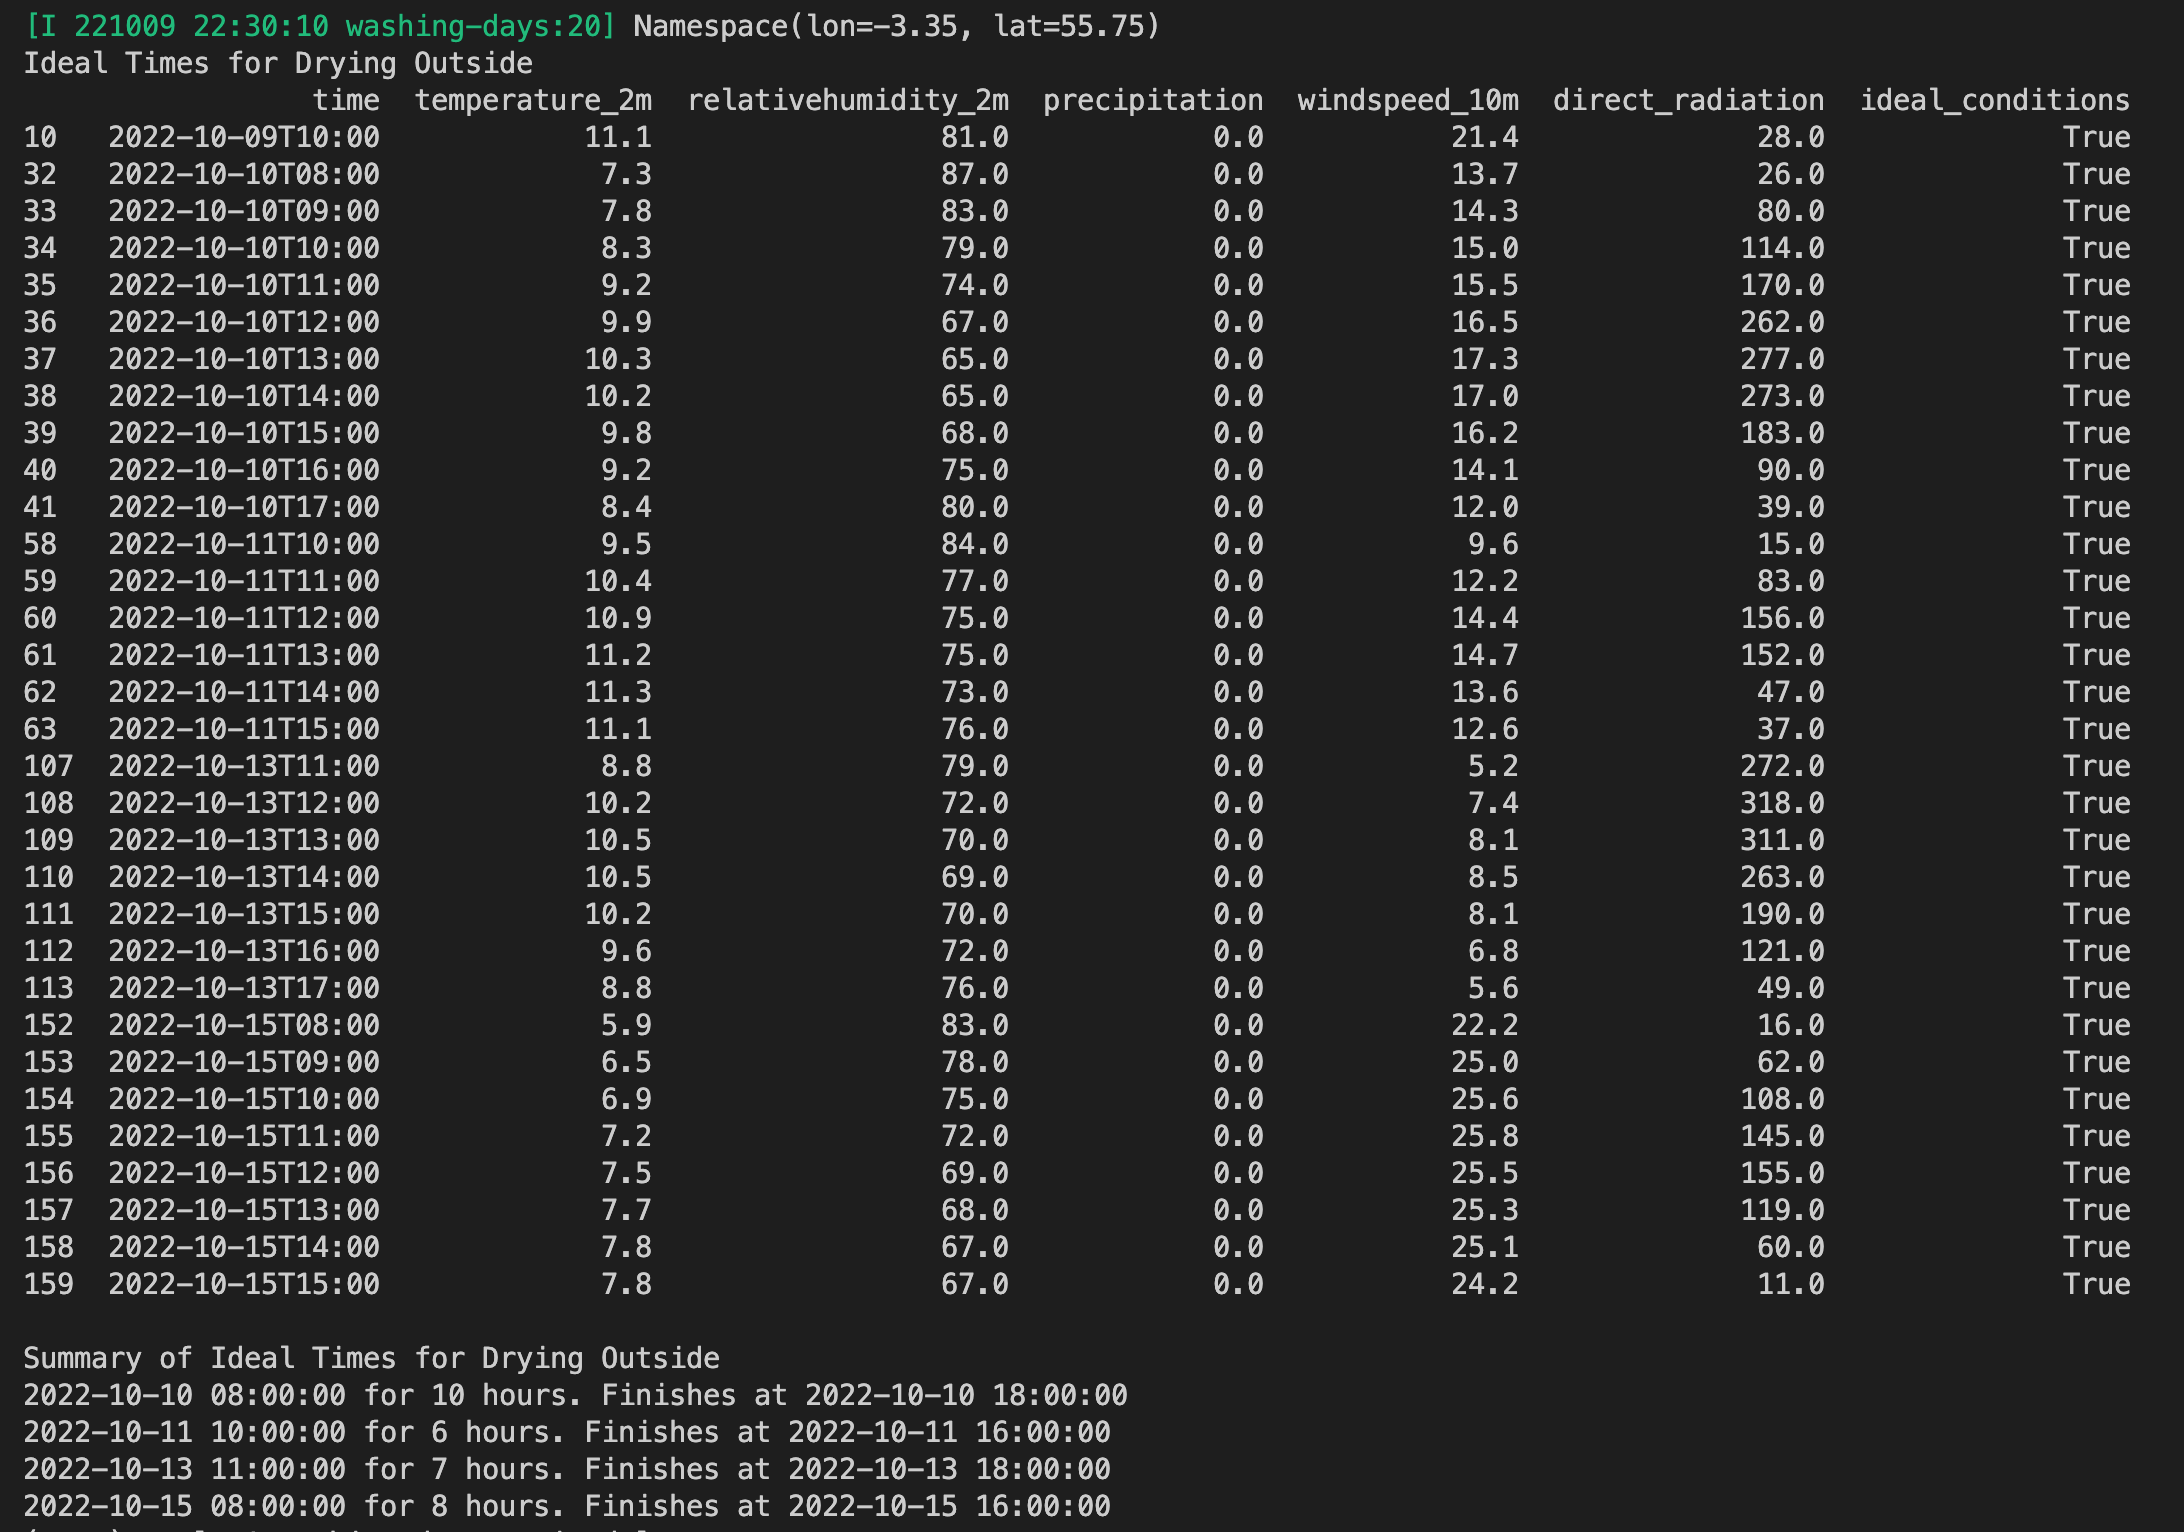 [I 221009 22:30:10 washing-days:20] Namespace(lon=-3.35, lat=55.75)
Ideal Times for Drying Outside
time temperature_2m relativehumidity_2m precipitation windspeed_10m direct_radiation ideal_conditions
10 2022-10-09T10:00 11.1 81.0 0.0 21.4 28.0 True
32 2022-10-10T08:00 7.3 87.0 0.0 13.7 26.0 True
33 2022-10-10T09:00 7.8 83.0 0.0 14.3 80.0 True
34 2022-10-10T10:00 8.3 79.0 0.0 15.0 114.0 True
35 2022-10-10T11:00 9.2 74.0 0.0 15.5 170.0 True
36 2022-10-10T12:00 9.9 67.0 0.0 16.5 262.0 True
37 2022-10-10T13:00 10.3 65.0 0.0 17.3 277.0 True
38 2022-10-10T14:00 10.2 65.0 0.0 17.0 273.0 True
39 2022-10-10T15:00 9.8 68.0 0.0 16.2 183.0 True
40 2022-10-10T16:00 9.2 75.0 0.0 14.1 90.0 True
41 2022-10-10T17:00 8.4 80.0 0.0 12.0 39.0 True
58 2022-10-11T10:00 9.5 84.0 0.0 9.6 15.0 True
59 2022-10-11T11:00 10.4 77.0 0.0 12.2 83.0 True
60 2022-10-11T12:00 10.9 75.0 0.0 14.4 156.0 True
61 2022-10-11T13:00 11.2 75.0 0.0 14.7 152.0 True
62 2022-10-11T14:00 11.3 73.0 0.0 13.6 47.0 True
63 2022-10-11T15:00 11.1 76.0 0.0 12.6 37.0 True
107 2022-10-13T11:00 8.8 79.0 0.0 5.2 272.0 True
108 2022-10-13T12:00 10.2 72.0 0.0 7.4 318.0 True
109 2022-10-13T13:00 10.5 70.0 0.0 8.1 311.0 True
110 2022-10-13T14:00 10.5 69.0 0.0 8.5 263.0 True
111 2022-10-13T15:00 10.2 70.0 0.0 8.1 190.0 True
112 2022-10-13T16:00 9.6 72.0 0.0 6.8 121.0 True
113 2022-10-13T17:00 8.8 76.0 0.0 5.6 49.0 True
152 2022-10-15T08:00 5.9 83.0 0.0 22.2 16.0 True
153 2022-10-15T09:00 6.5 78.0 0.0 25.0 62.0 True
154 2022-10-15T10:00 6.9 75.0 0.0 25.6 108.0 True
155 2022-10-15T11:00 7.2 72.0 0.0 25.8 145.0 True
156 2022-10-15T12:00 7.5 69.0 0.0 25.5 155.0 True
157 2022-10-15T13:00 7.7 68.0 0.0 25.3 119.0 True
158 2022-10-15T14:00 7.8 67.0 0.0 25.1 60.0 True
159 2022-10-15T15:00 7.8 67.0 0.0 24.2 11.0 True
Summary of Ideal Times for Drying Outside
2022-10-10 08:00:00 for 10 hours. Finishes at 2022-10-10 18:00:00
2022-10-11 10:00:00 for 6 hours. Finishes at 2022-10-11 16:00:00
2022-10-13 11:00:00 for 7 hours. Finishes at 2022-10-13 18:00:00
2022-10-15 08:00:00 for 8 hours. Finishes at 2022-10-15 16:00:00